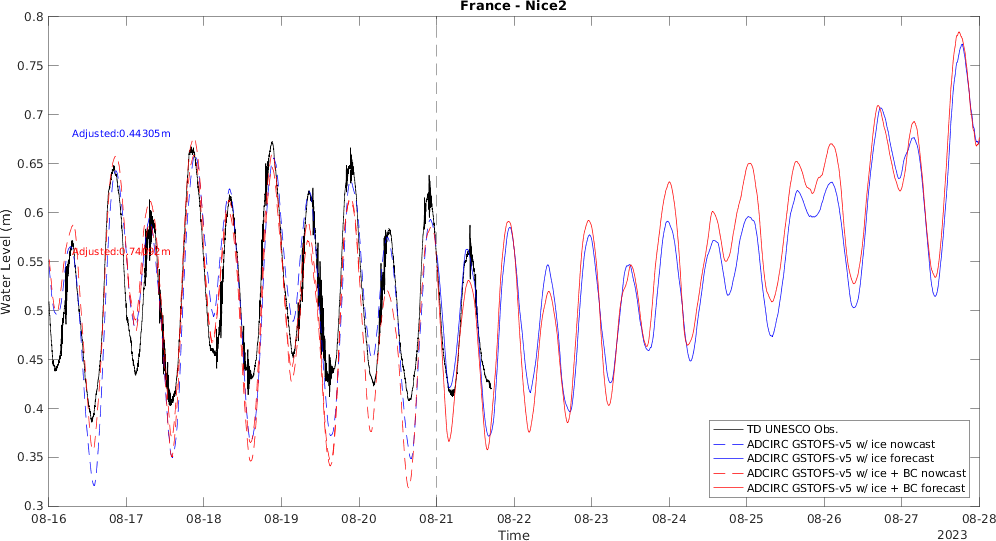 France - Nice2
0.8
0.75
0.7
0.65
0.6
0.55
0.5
0.45
0.4
0.35
0.3
Water Level (m)
Adjusted:0.44305m
TD UNESCO Obs.
ADCIRC GSTOFS-v5 w/ ice nowcast
ADCIRC GSTOFS-v5 w/ ice forecast
ADCIRC GSTOFS-v5 w/ ice + BC nowcast
ADCIRC GSTOFS-v5 w/ ice + BC forecast
08-16 08-17 08-18 08-19 08-20 08-21 08-22 08-23 08-24 08-25 08-26 08-27 08-28
Time
2023